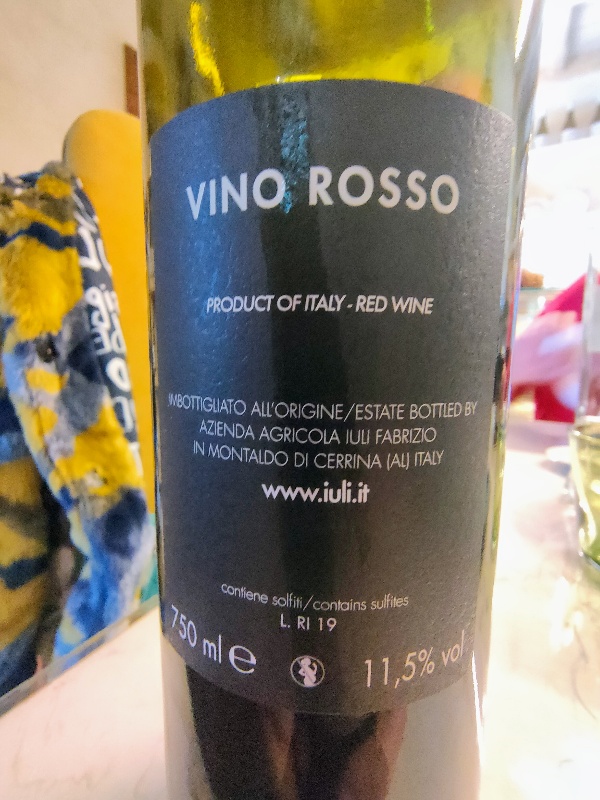 VINO ROSSO
PRODUCT OF ITALY - RED WINE
IMBOTTIGLIATO ALL'ORIGINE/ESTATE BOTTLED BY
AZIENDA AGRICOLA IULI FABRIZIO
IN MONTALDO DI CERRINA (AL) ITALY
www.iuli.it
contiene solfiti/contains sulfites
L. RI 19
750 ml e 11,5% vol